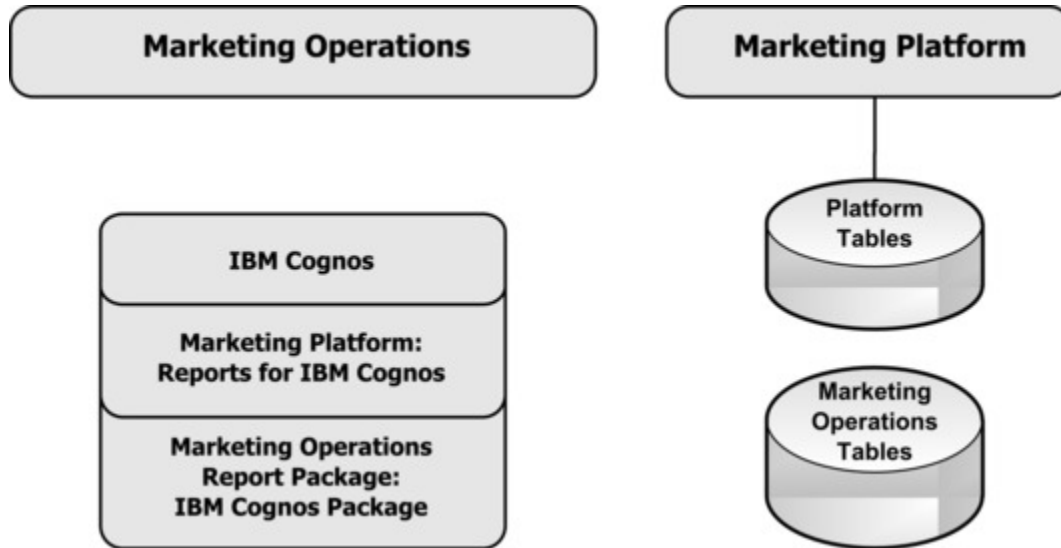 Marketing Operations
Marketing Platform
Platform
Tables
IBM Cognos
Marketing Platform:
Reports for IBM Cognos
Marketing
Operations
Tables
Marketing Operations
Report Package:
IBM Cognos Package